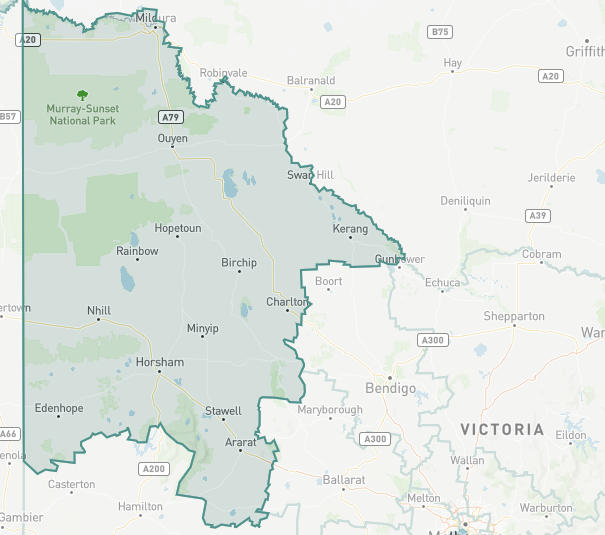 Mildura
A20
B75
Griffith
Hay
Robinvale
Balranald
A20
A20
Murray-Sunset
National Park
B57
A79
Ouyen
Swan Hill
Jerilderie
Deniliquin
A39
Hopetoun
Kerang
Rainbow
Gunbower
Cobram
Birchip
Boort
Echuca
Charlton
Nhill
Shepparton
Minyip
A300
Horsham
Bendigo
Edenhope
Stawell
Maryborough
VICTORIA
A66
Ararat
A300
Eildon
A200
Wallan
Casterton
Ballarat
Hamilton
Melton
Warburton
Gambier